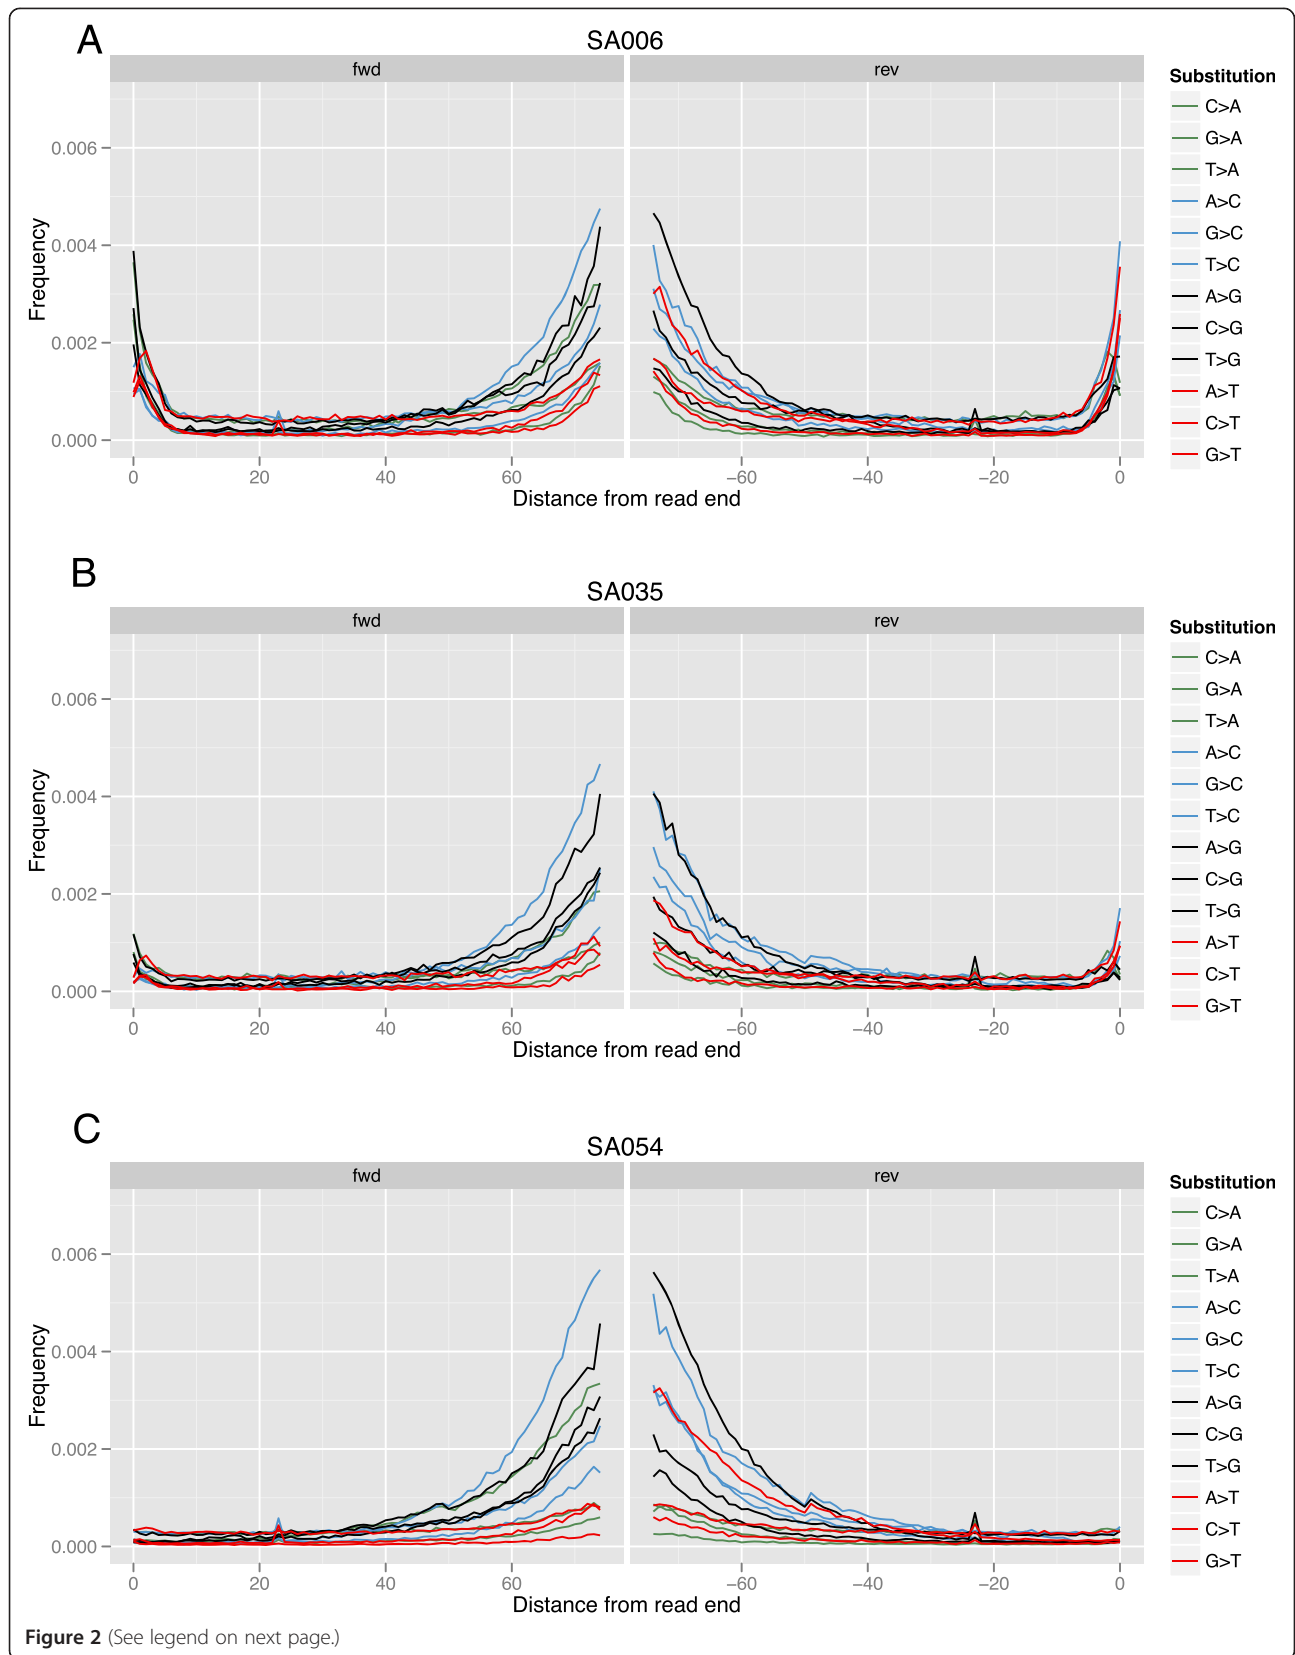 A
SA006
fwd
rev
Substitution
C>A
G>A
T>A
A>C
G>C
T>C
A>G
C>G
T>G
A>T
C>T
G>T
Frequency
0.006
0.004
0.002
0.000
0 20 40 60 −60 −40 −20 0
Distance from read end
B
SA035
fwd
rev
Substitution
C>A
G>A
T>A
A>C
G>C
T>C
A>G
C>G
T>G
A>T
C>T
G>T
Frequency
0.006
0.004
0.002
0.000
0 20 40 60 −60 −40 −20 0
Distance from read end
C
SA054
fwd
rev
Substitution
C>A
G>A
T>A
A>C
G>C
T>C
A>G
C>G
T>G
A>T
C>T
G>T
Frequency
0.006
0.004
0.002
0.000
0 20 40 60 −60 −40 −20 0
Distance from read end
Figure 2 (See legend on next page.)